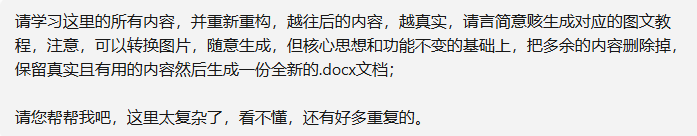 请学习这里的所有内容，并重新重构，越往后的内容，越真实，请言简意赅生成对应的图文教
程，注意，可以转换图片，随意生成，但核心思想和功能不变的基础上，把多余的内容删除掉，
保留真实且有用的内容然后生成一份全新的.docx文档；
请您帮帮我吧，这里太复杂了，看不懂，还有好多重复的。